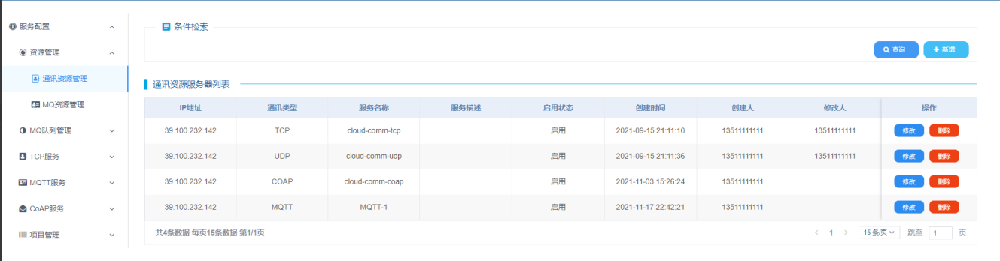 服务配置
资源管理
通讯资源管理
MQ资源管理
MQ队列管理
TCP服务
MQTT服务
CoAP服务
项目管理
条件检索
查询 新增
通讯资源服务器列表
IP地址 通讯类型 服务名称 服务描述 启用状态 创建时间 创建人 修改人 操作
39.100.232.142 TCP cloud-comm-tcp 启用 2021-09-15 21:11:10 13511111111 13511111111 修改 删除
39.100.232.142 UDP cloud-comm-udp 启用 2021-09-15 21:11:36 13511111111 13511111111 修改 删除
39.100.232.142 COAP cloud-comm-coap 启用 2021-11-03 15:26:24 13511111111 修改 删除
39.100.232.142 MQTT MQTT-1 启用 2021-11-17 22:42:21 13511111111 修改 删除
共4条数据 每页15条数据 第1/1页 1 15 条/页 跳至 1 页